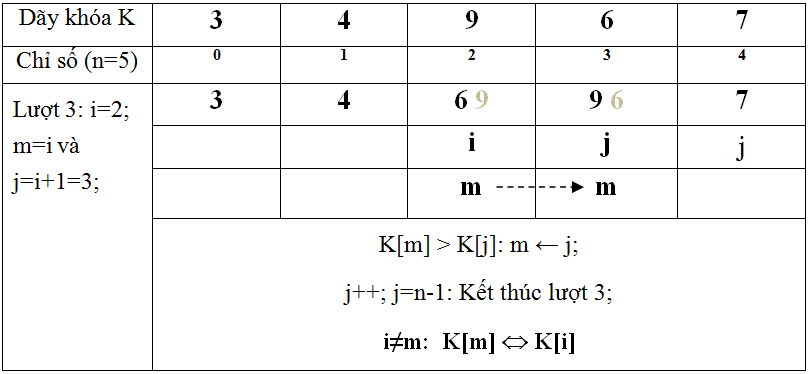 Dãy khóa K 3 4 9 6 7
Chỉ số (n=5) 0 1 2 3 4
Lượt 3: i=2;
m=i và
j=i+1=3;
3 4 6 9 9 6 7
i j j
m m
K[m] > K[j]: m ← j;
j++; j=n-1: Kết thúc lượt 3;
i≠m: K[m] ⇔ K[i]